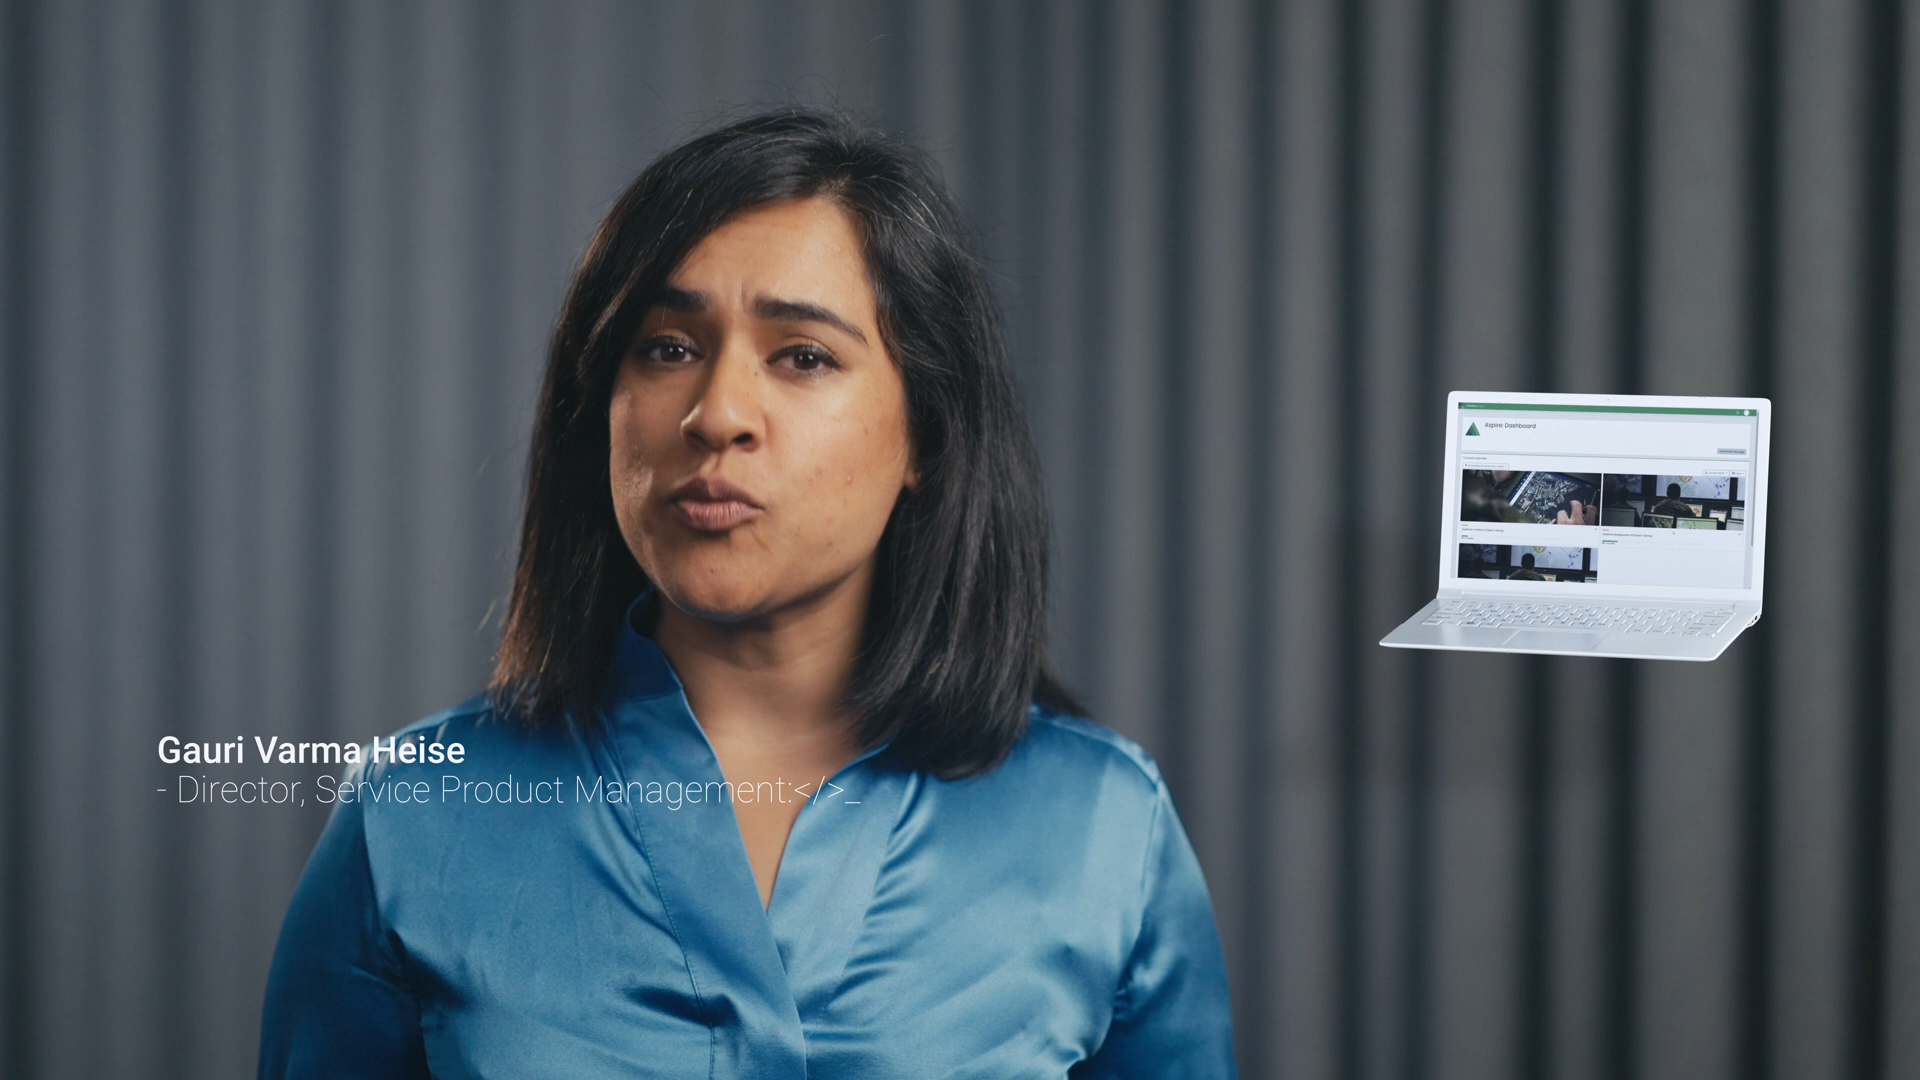 Gauri Varma Heise
- Director, Service Product Management:</>_
Aspire: Dashboard